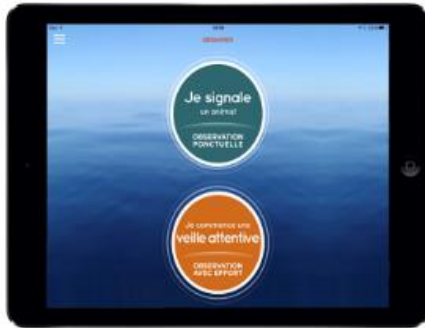 Je signale
un animal
OBSERVATION
PONCTUELLE
Je commence une
veille attentive
OBSERVATION
AVEC EFFORT